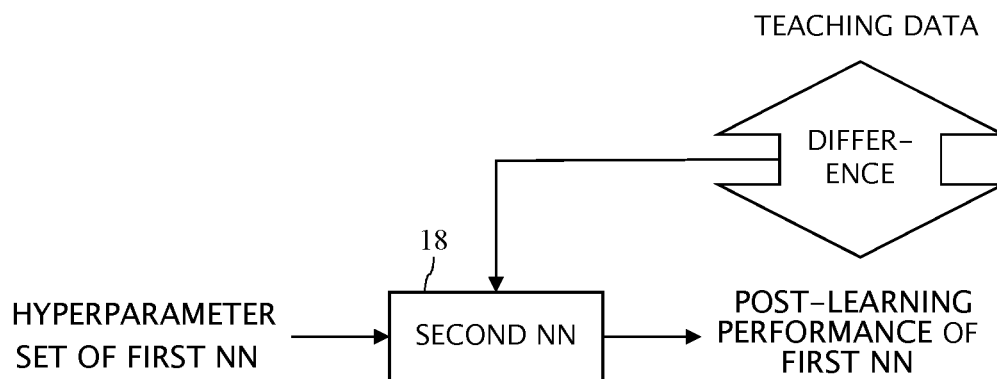 TEACHING DATA
DIFFER-
ENCE
18
HYPERPARAMETER
SET OF FIRST NN
SECOND NN
POST-LEARNING
PERFORMANCE OF
FIRST NN